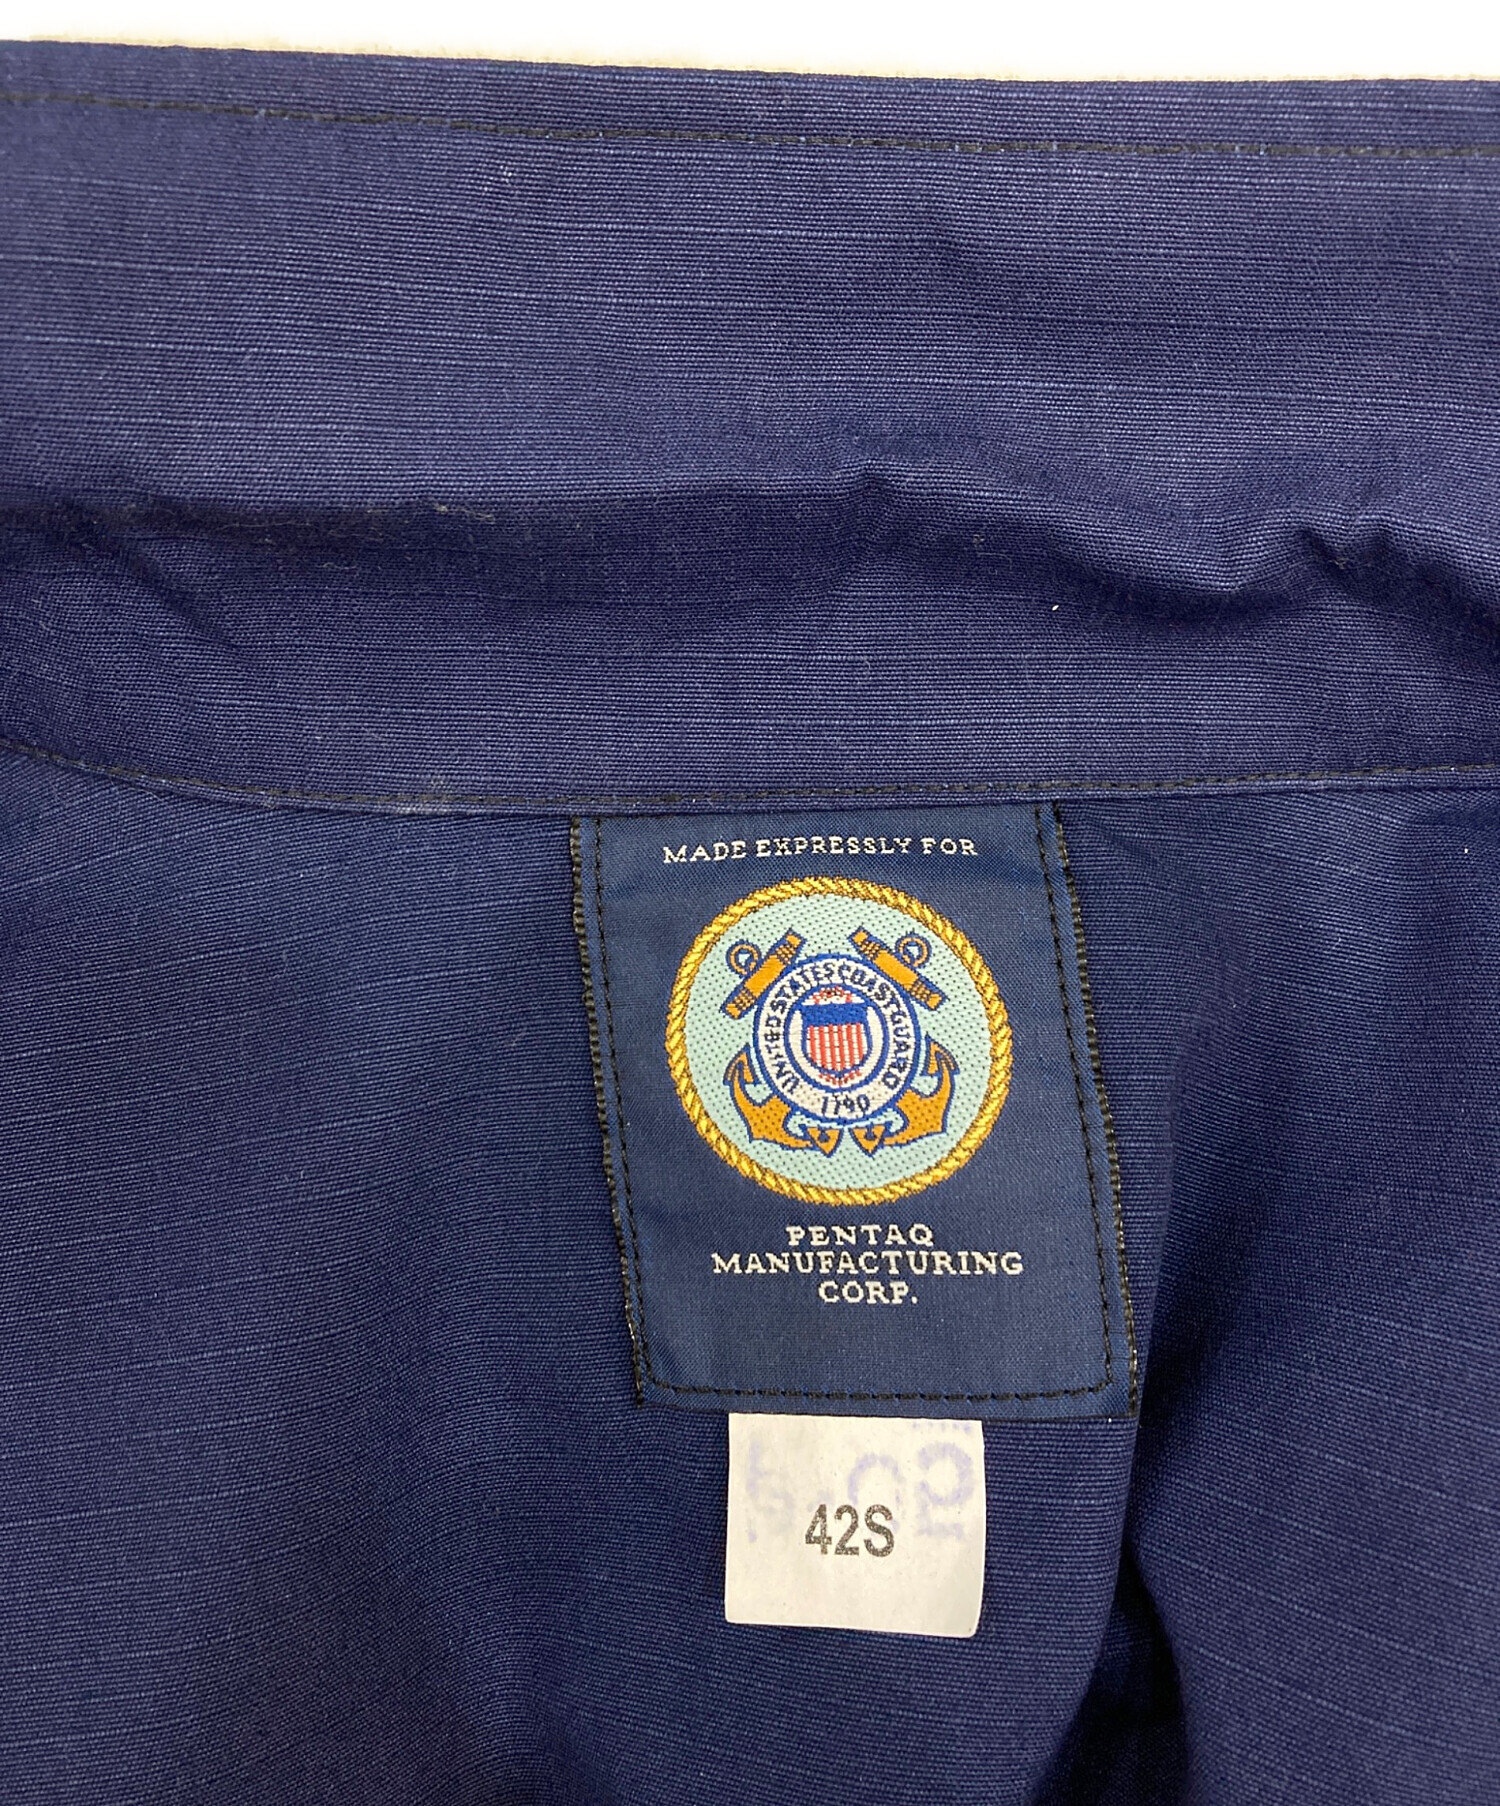 MADE EXPRESSLY FOR
UNITED STATES COAST GUARD
1790
PENTAQ
MANUFACTURING
CORP.
42S